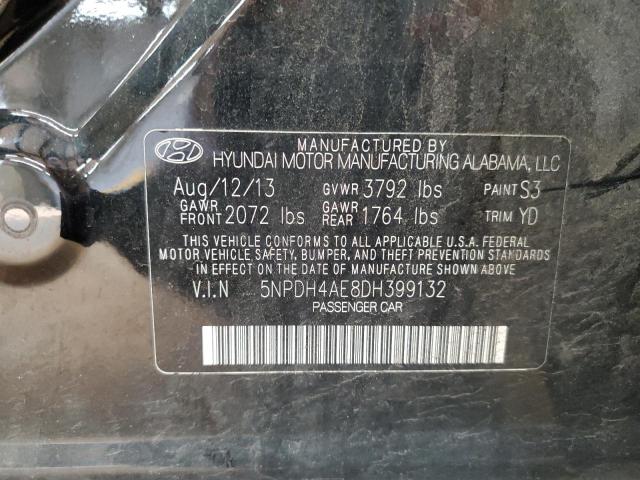 MANUFACTURED BY
HYUNDAI MOTOR MANUFACTURING ALABAMA, LLC
Aug/12/13 GVWR 3792 lbs PAINT S3
GAWR FRONT 2072 lbs GAWR REAR 1764 lbs TRIM YD
THIS VEHICLE CONFORMS TO ALL APPLICABLE U.S.A. FEDERAL
MOTOR VEHICLE SAFETY, BUMPER, AND THEFT PREVENTION STANDARDS
IN EFFECT ON THE DATE OF MANUFACTURE SHOWN ABOVE.
V.I.N 5NPDH4AE8DH399132
PASSENGER CAR